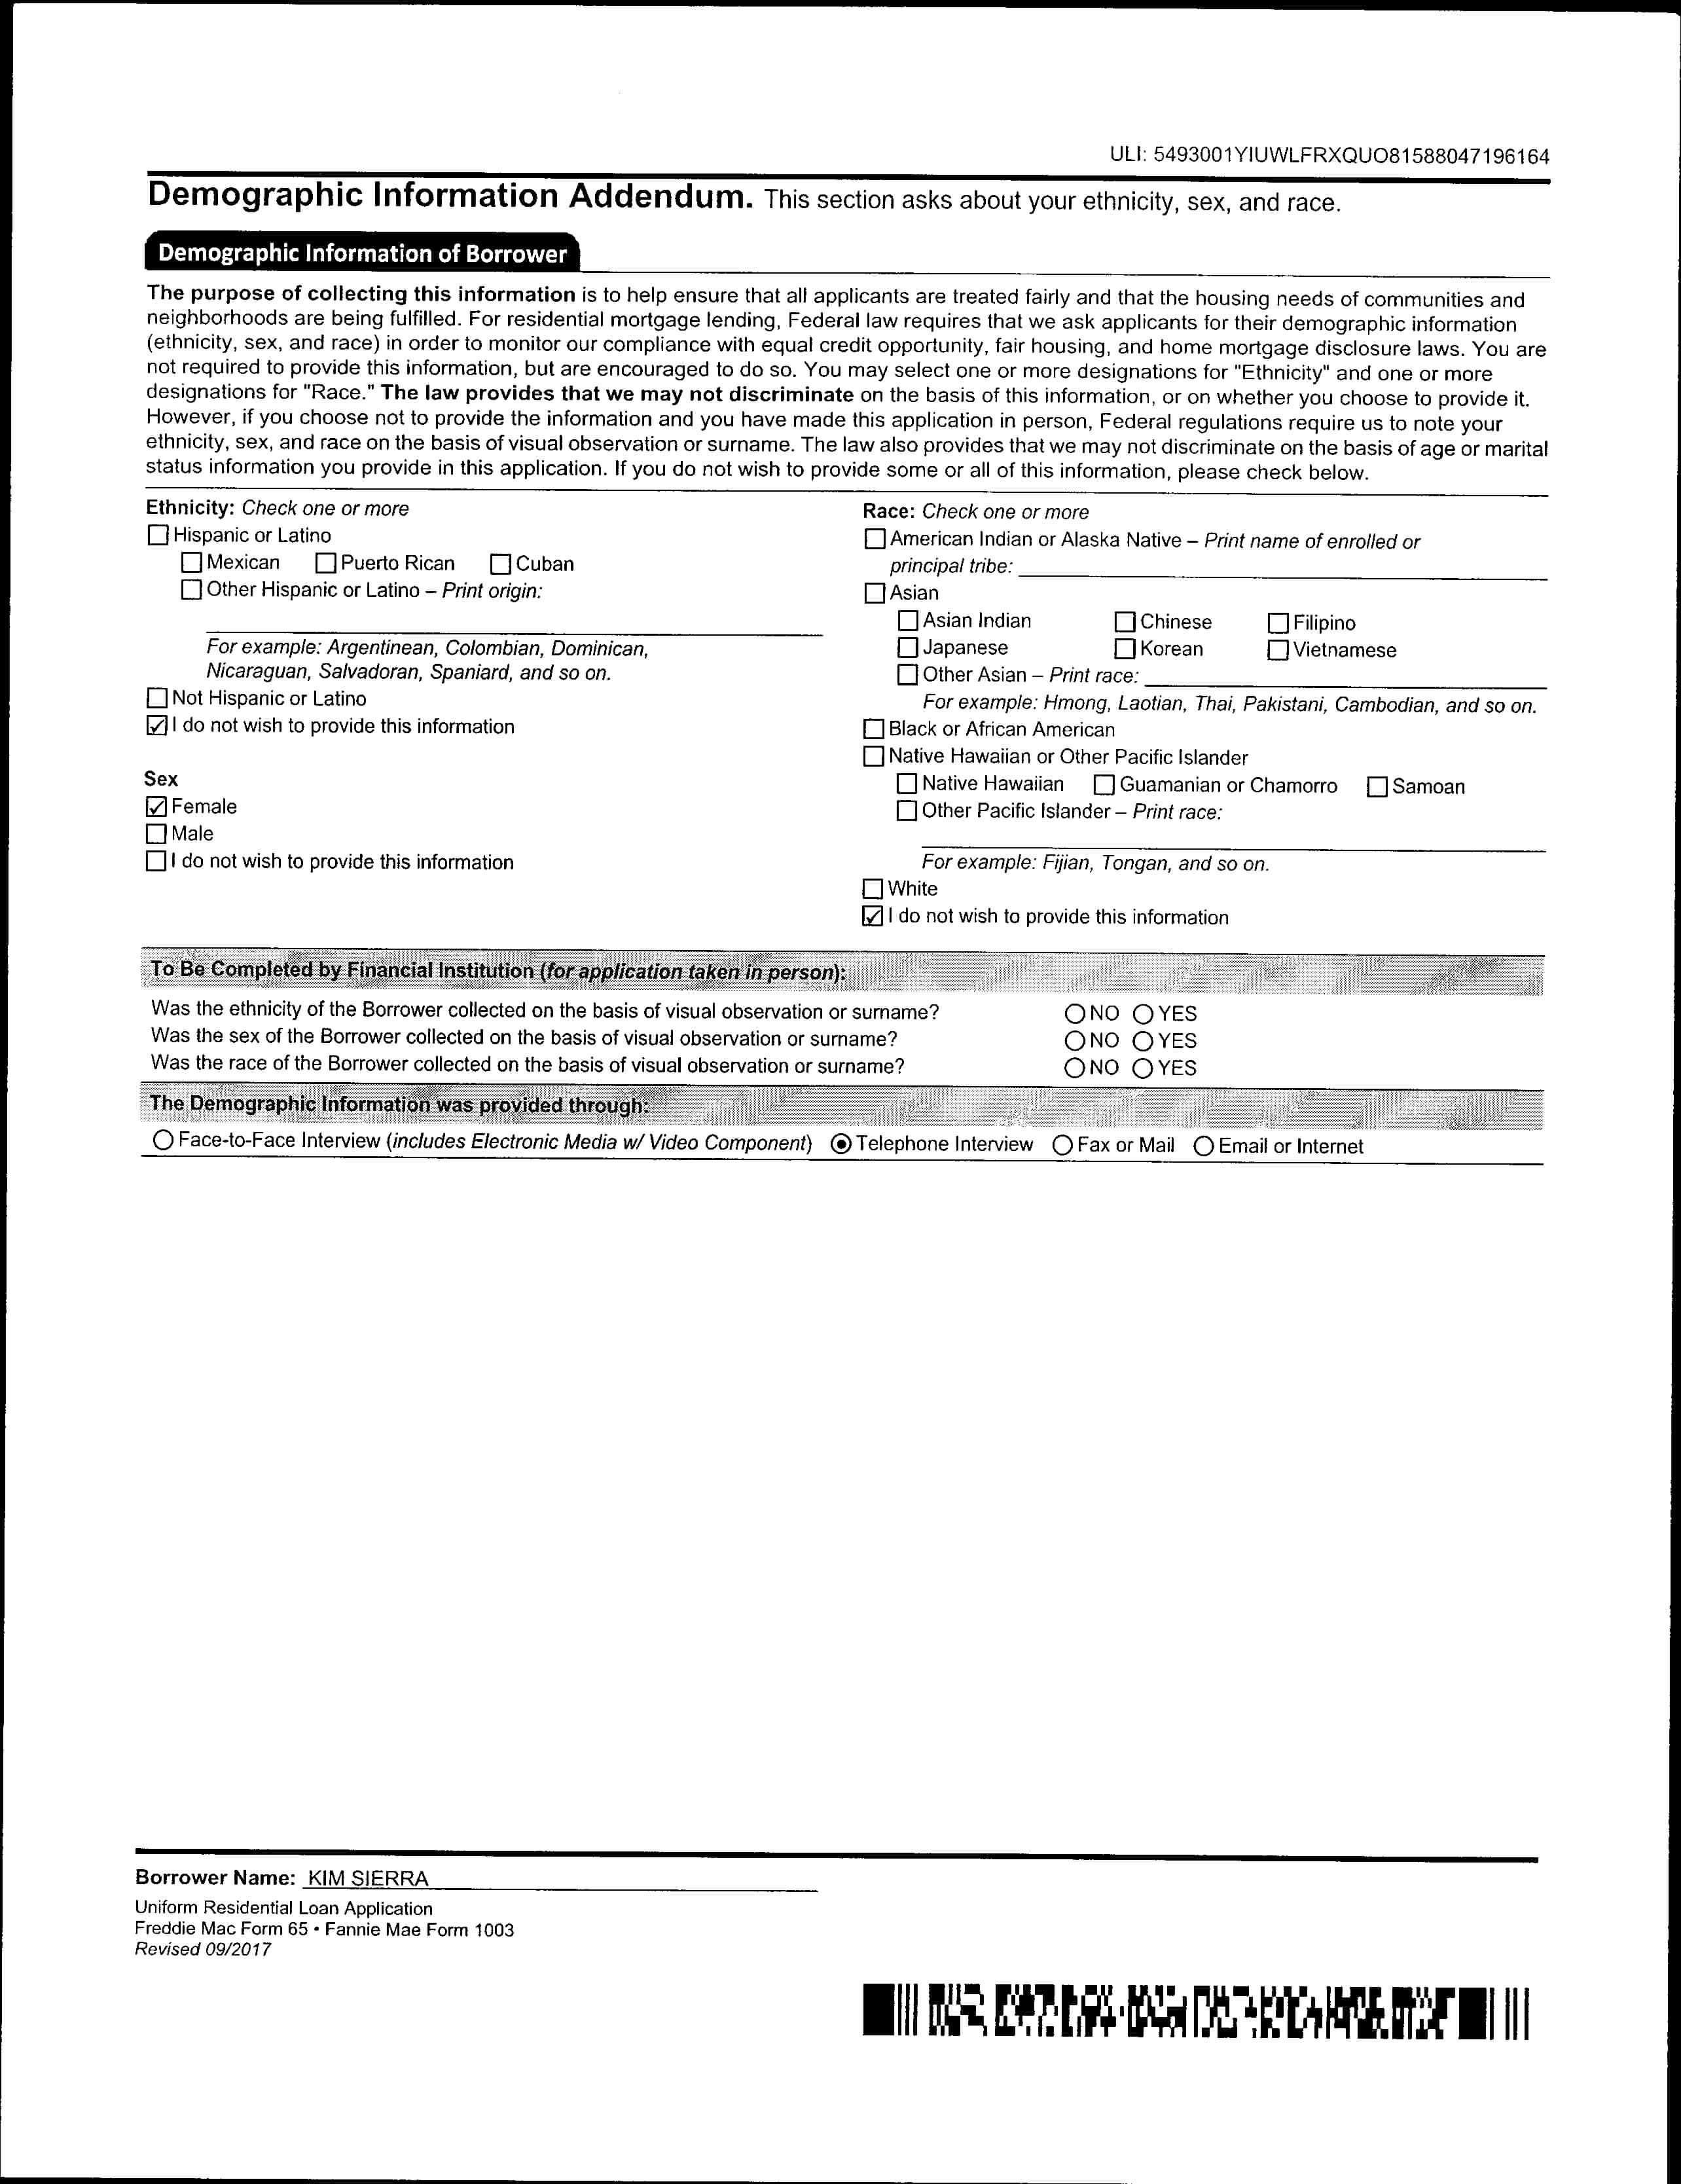 ULI: 5493001YIUWLFRXQUO81588047196164
Demographic Information Addendum. This section asks about your ethnicity, sex, and race.
Demographic Information of Borrower
The purpose of collecting this information is to help ensure that all applicants are treated fairly and that the housing needs of communities and
neighborhoods are being fulfilled. For residential mortgage lending, Federal law requires that we ask applicants for their demographic information
(ethnicity, sex, and race) in order to monitor our compliance with equal credit opportunity, fair housing, and home mortgage disclosure laws. You are
not required to provide this information, but are encouraged to do so. You may select one or more designations for "Ethnicity" and one or more
designations for "Race." The law provides that we may not discriminate on the basis of this information, or on whether you choose to provide it.
However, if you choose not to provide the information and you have made this application in person, Federal regulations require us to note your
ethnicity, sex, and race on the basis of visual observation or surname. The law also provides that we may not discriminate on the basis of age or marital
status information you provide in this application. If you do not wish to provide some or all of this information, please check below.
Ethnicity: Check one or more
Hispanic or Latino
Mexican Puerto Rican Cuban
Other Hispanic or Latino – Print origin:
For example: Argentinean, Colombian, Dominican,
Nicaraguan, Salvadoran, Spaniard, and so on.
Not Hispanic or Latino
I do not wish to provide this information
Sex
Female
Male
I do not wish to provide this information
Race: Check one or more
American Indian or Alaska Native – Print name of enrolled or
principal tribe:
Asian
Asian Indian Chinese Filipino
Japanese Korean Vietnamese
Other Asian – Print race:
For example: Hmong, Laotian, Thai, Pakistani, Cambodian, and so on.
Black or African American
Native Hawaiian or Other Pacific Islander
Native Hawaiian Guamanian or Chamorro Samoan
Other Pacific Islander – Print race:
For example: Fijian, Tongan, and so on.
White
I do not wish to provide this information
To Be Completed by Financial Institution (for application taken in person):
Was the ethnicity of the Borrower collected on the basis of visual observation or surname? NO YES
Was the sex of the Borrower collected on the basis of visual observation or surname? NO YES
Was the race of the Borrower collected on the basis of visual observation or surname? NO YES
The Demographic Information was provided through:
Face-to-Face Interview (includes Electronic Media w/ Video Component) Telephone Interview Fax or Mail Email or Internet
Borrower Name: KIM SIERRA
Uniform Residential Loan Application
Freddie Mac Form 65 • Fannie Mae Form 1003
Revised 09/2017